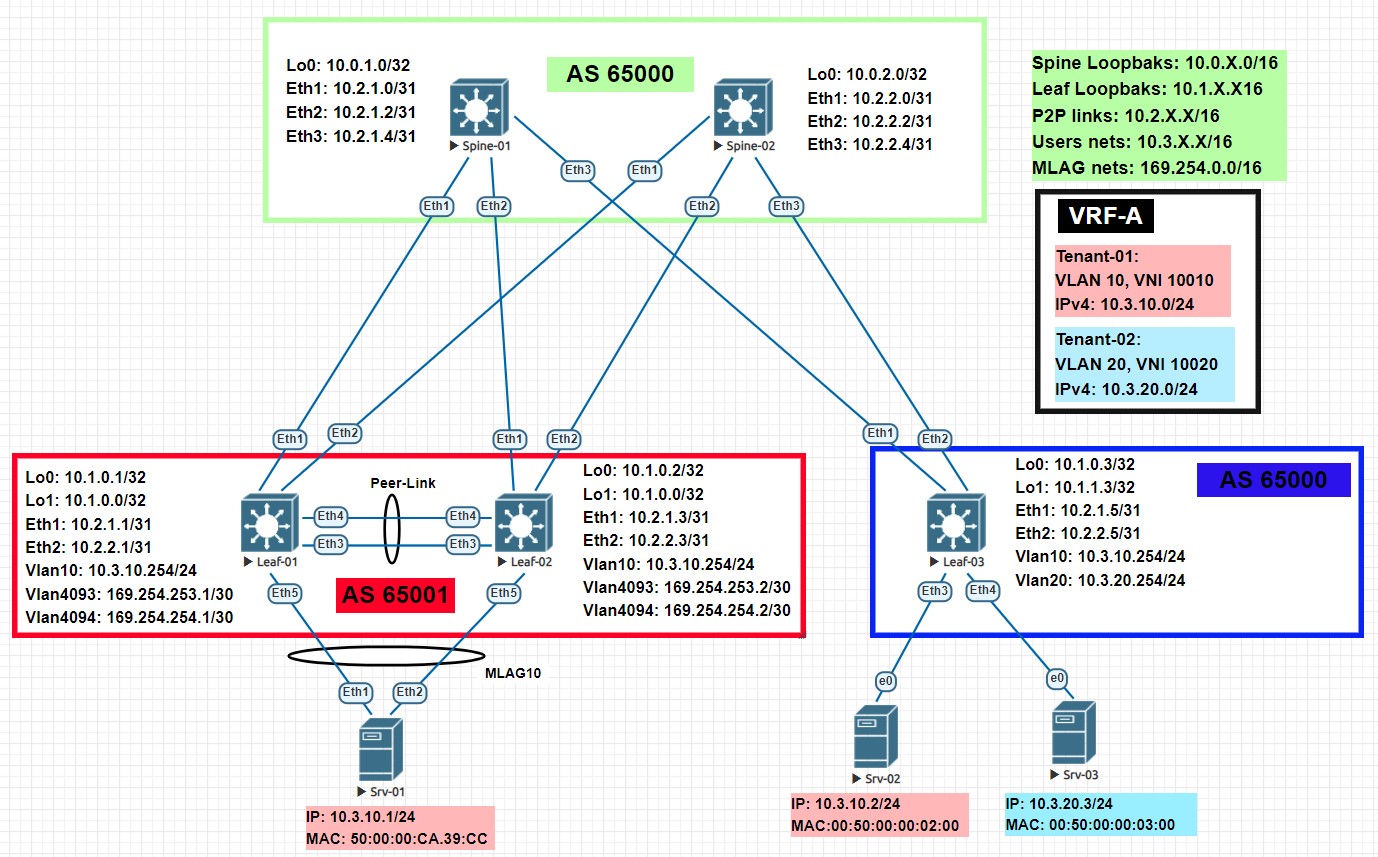 Lo0: 10.0.1.0/32
Eth1: 10.2.1.0/31
Eth2: 10.2.1.2/31
Eth3: 10.2.1.4/31
AS 65000
Lo0: 10.0.2.0/32
Eth1: 10.2.2.0/31
Eth2: 10.2.2.2/31
Eth3: 10.2.2.4/31
Spine-01
Spine-02
Eth3
Eth1
Eth1
Eth2
Eth2
Eth3
Spine Loopbaks: 10.0.X.0/16
Leaf Loopbaks: 10.1.X.X16
P2P links: 10.2.X.X/16
Users nets: 10.3.X.X/16
MLAG nets: 169.254.0.0/16
VRF-A
Tenant-01:
VLAN 10, VNI 10010
IPv4: 10.3.10.0/24
Tenant-02:
VLAN 20, VNI 10020
IPv4: 10.3.20.0/24
Eth1
Eth2
Eth1
Eth2
Eth1
Eth2
Lo0: 10.1.0.1/32
Lo1: 10.1.0.0/32
Eth1: 10.2.1.1/31
Eth2: 10.2.2.1/31
Vlan10: 10.3.10.254/24
Vlan4093: 169.254.253.1/30
Vlan4094: 169.254.254.1/30
Peer-Link
Eth4
Eth4
Eth3
Eth3
Leaf-01
Leaf-02
AS 65001
Eth5
Eth5
Lo0: 10.1.0.2/32
Lo1: 10.1.0.0/32
Eth1: 10.2.1.3/31
Eth2: 10.2.2.3/31
Vlan10: 10.3.10.254/24
Vlan4093: 169.254.253.2/30
Vlan4094: 169.254.254.2/30
Lo0: 10.1.0.3/32
Lo1: 10.1.1.3/32
Eth1: 10.2.1.5/31
Eth2: 10.2.2.5/31
Vlan10: 10.3.10.254/24
Vlan20: 10.3.20.254/24
AS 65000
Leaf-03
Eth3
Eth4
MLAG10
Eth1
Eth2
e0
e0
Srv-01
Srv-02
Srv-03
IP: 10.3.10.1/24
MAC: 50:00:00:CA.39:CC
IP: 10.3.10.2/24
MAC:00:50:00:00:02:00
IP: 10.3.20.3/24
MAC: 00:50:00:00:03:00